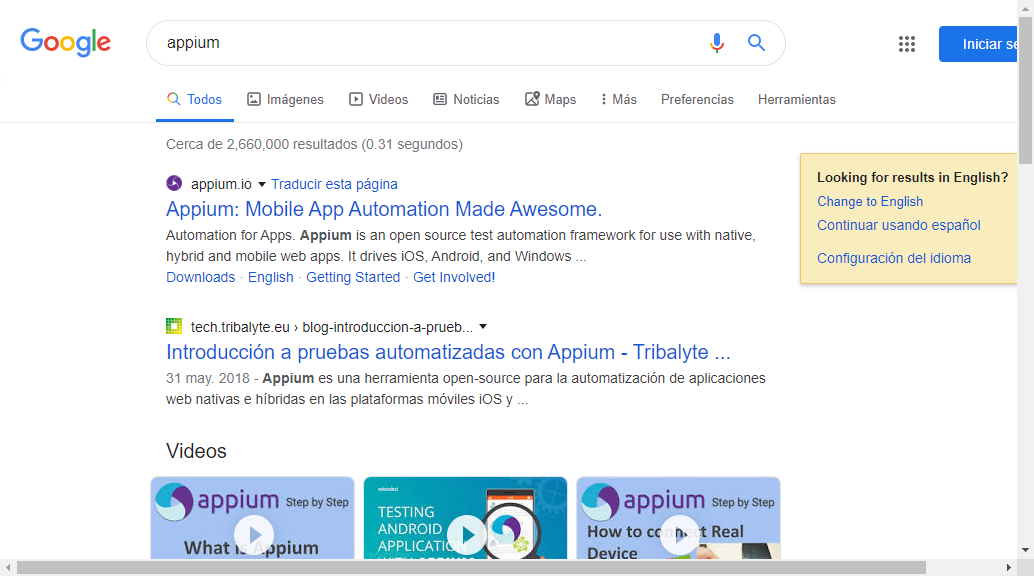 Google
appium
Iniciar se
Todos
Imágenes
Videos
Noticias
Maps
Más
Preferencias
Herramientas
Cerca de 2,660,000 resultados (0.31 segundos)
appium.io Traducir esta página
Appium: Mobile App Automation Made Awesome.
Automation for Apps. Appium is an open source test automation framework for use with native,
hybrid and mobile web apps. It drives iOS, Android, and Windows ...
Downloads · English · Getting Started · Get Involved!
Looking for results in English?
Change to English
Continuar usando español
Configuración del idioma
tech.tribalyte.eu › blog-introduccion-a-prueb...
Introducción a pruebas automatizadas con Appium - Tribalyte ...
31 may. 2018 - Appium es una herramienta open-source para la automatización de aplicaciones
web nativas e híbridas en las plataformas móviles iOS y ...
Videos
appium Step by Step
What is Appium
TESTING
ANDROID
APPLICATION
WITH APPIUM
appium Step by Step
How to connect Real
Device